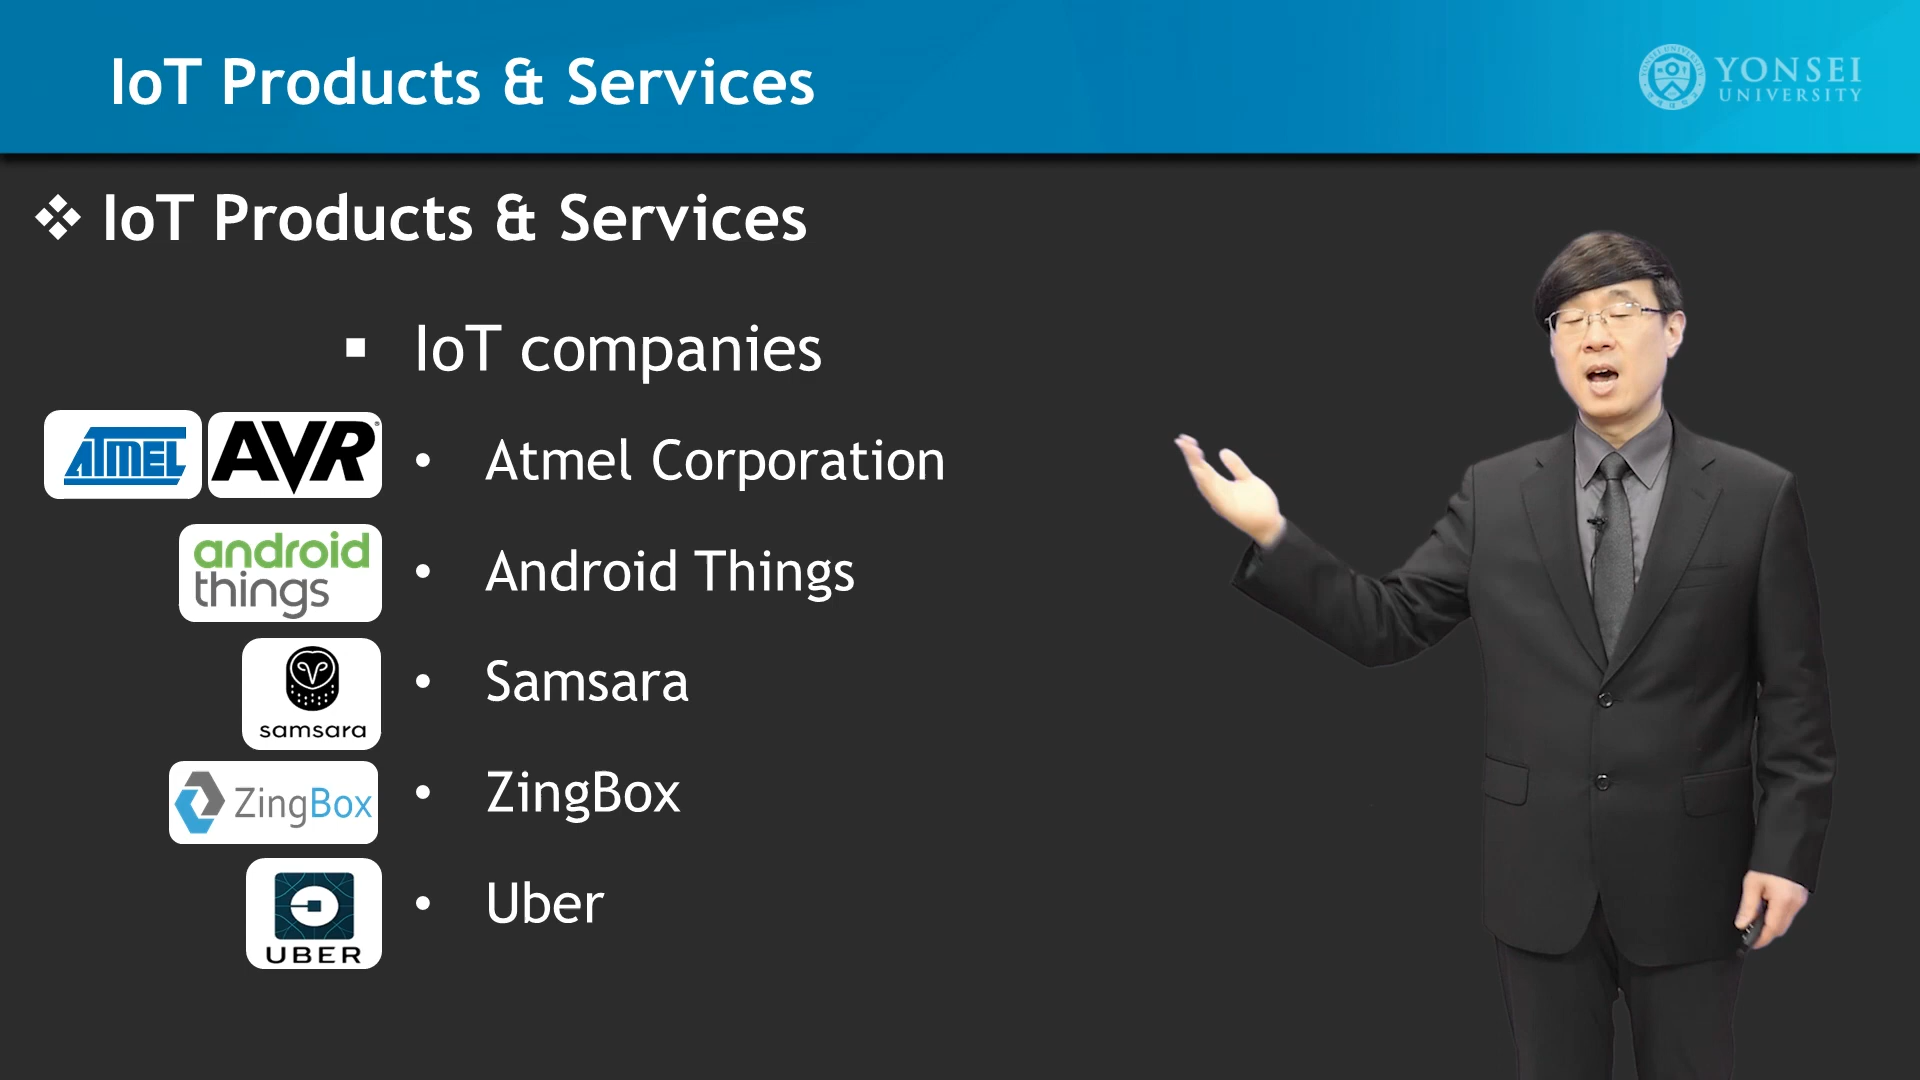 IoT Products & Services
YONSEI
UNIVERSITY
❖ IoT Products & Services
▪ IoT companies
ATMEL
AVR
• Atmel Corporation
android
things
• Android Things
samsara
• Samsara
ZingBox
• ZingBox
UBER
• Uber